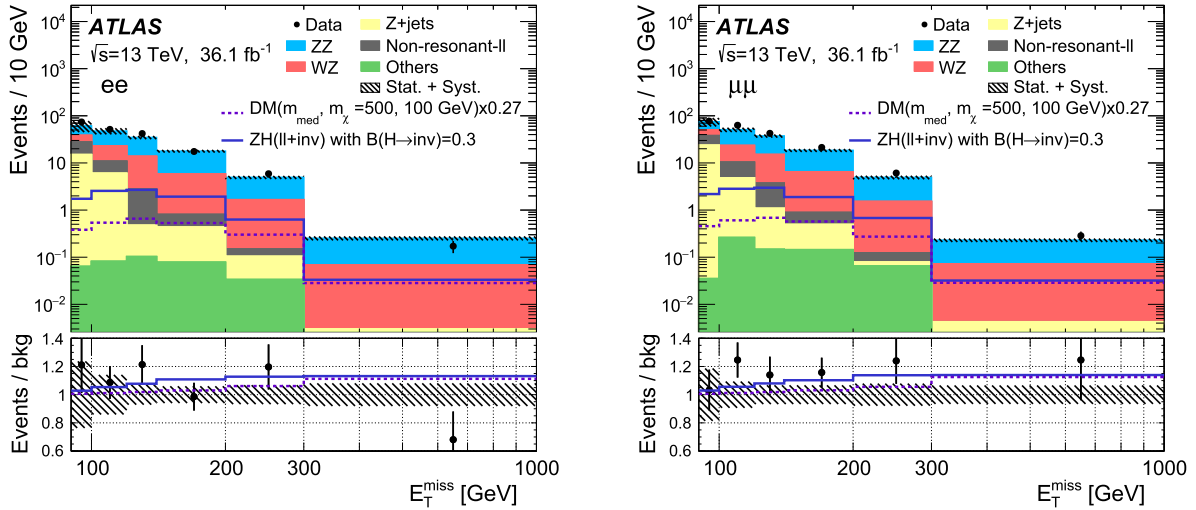 Events / 10 GeV
10⁴
10³
10²
10
1
10⁻¹
10⁻²
ATLAS
√s=13 TeV, 36.1 fb⁻¹
ee
Data
ZZ
WZ
Z+jets
Non-resonant-ll
Others
Stat. + Syst.
DM(m_med, m_χ =500, 100 GeV)x0.27
ZH(ll+inv) with B(H→inv)=0.3
Events / bkg
1.4
1.2
1
0.8
0.6
100
200
300
1000
E_T^miss [GeV]
Events / 10 GeV
10⁴
10³
10²
10
1
10⁻¹
10⁻²
ATLAS
√s=13 TeV, 36.1 fb⁻¹
μμ
Data
ZZ
WZ
Z+jets
Non-resonant-ll
Others
Stat. + Syst.
DM(m_med, m_χ =500, 100 GeV)x0.27
ZH(ll+inv) with B(H→inv)=0.3
Events / bkg
1.4
1.2
1
0.8
0.6
100
200
300
1000
E_T^miss [GeV]